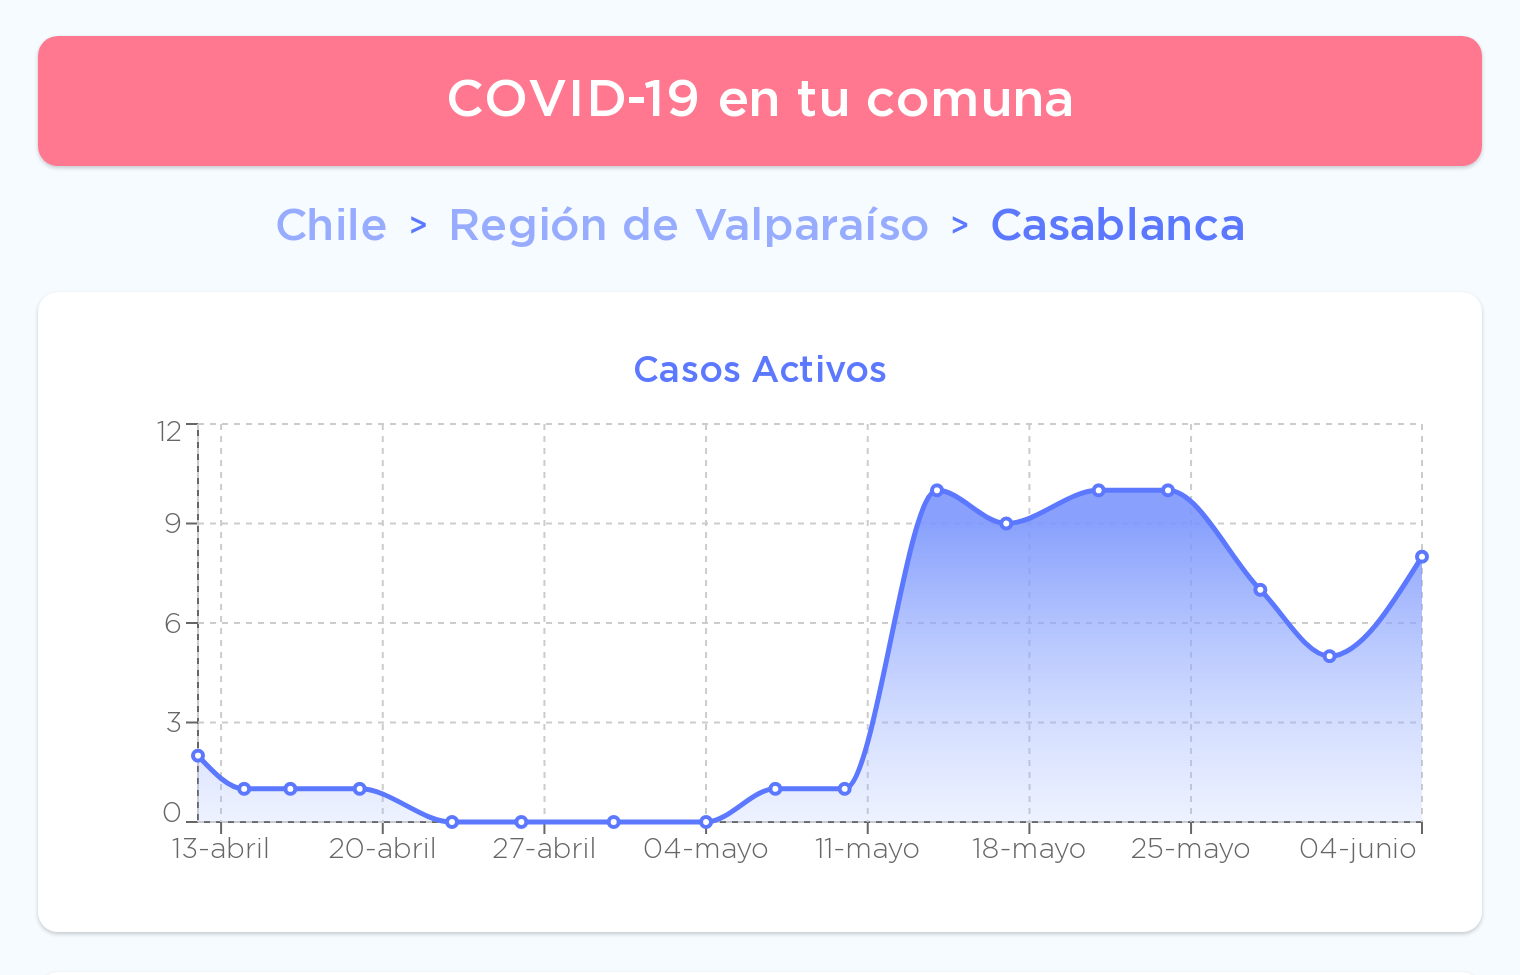 COVID-19 en tu comuna
Chile > Región de Valparaíso > Casablanca
Casos Activos
12
9
6
3
0
13-abril 20-abril 27-abril 04-mayo 11-mayo 18-mayo 25-mayo 04-junio